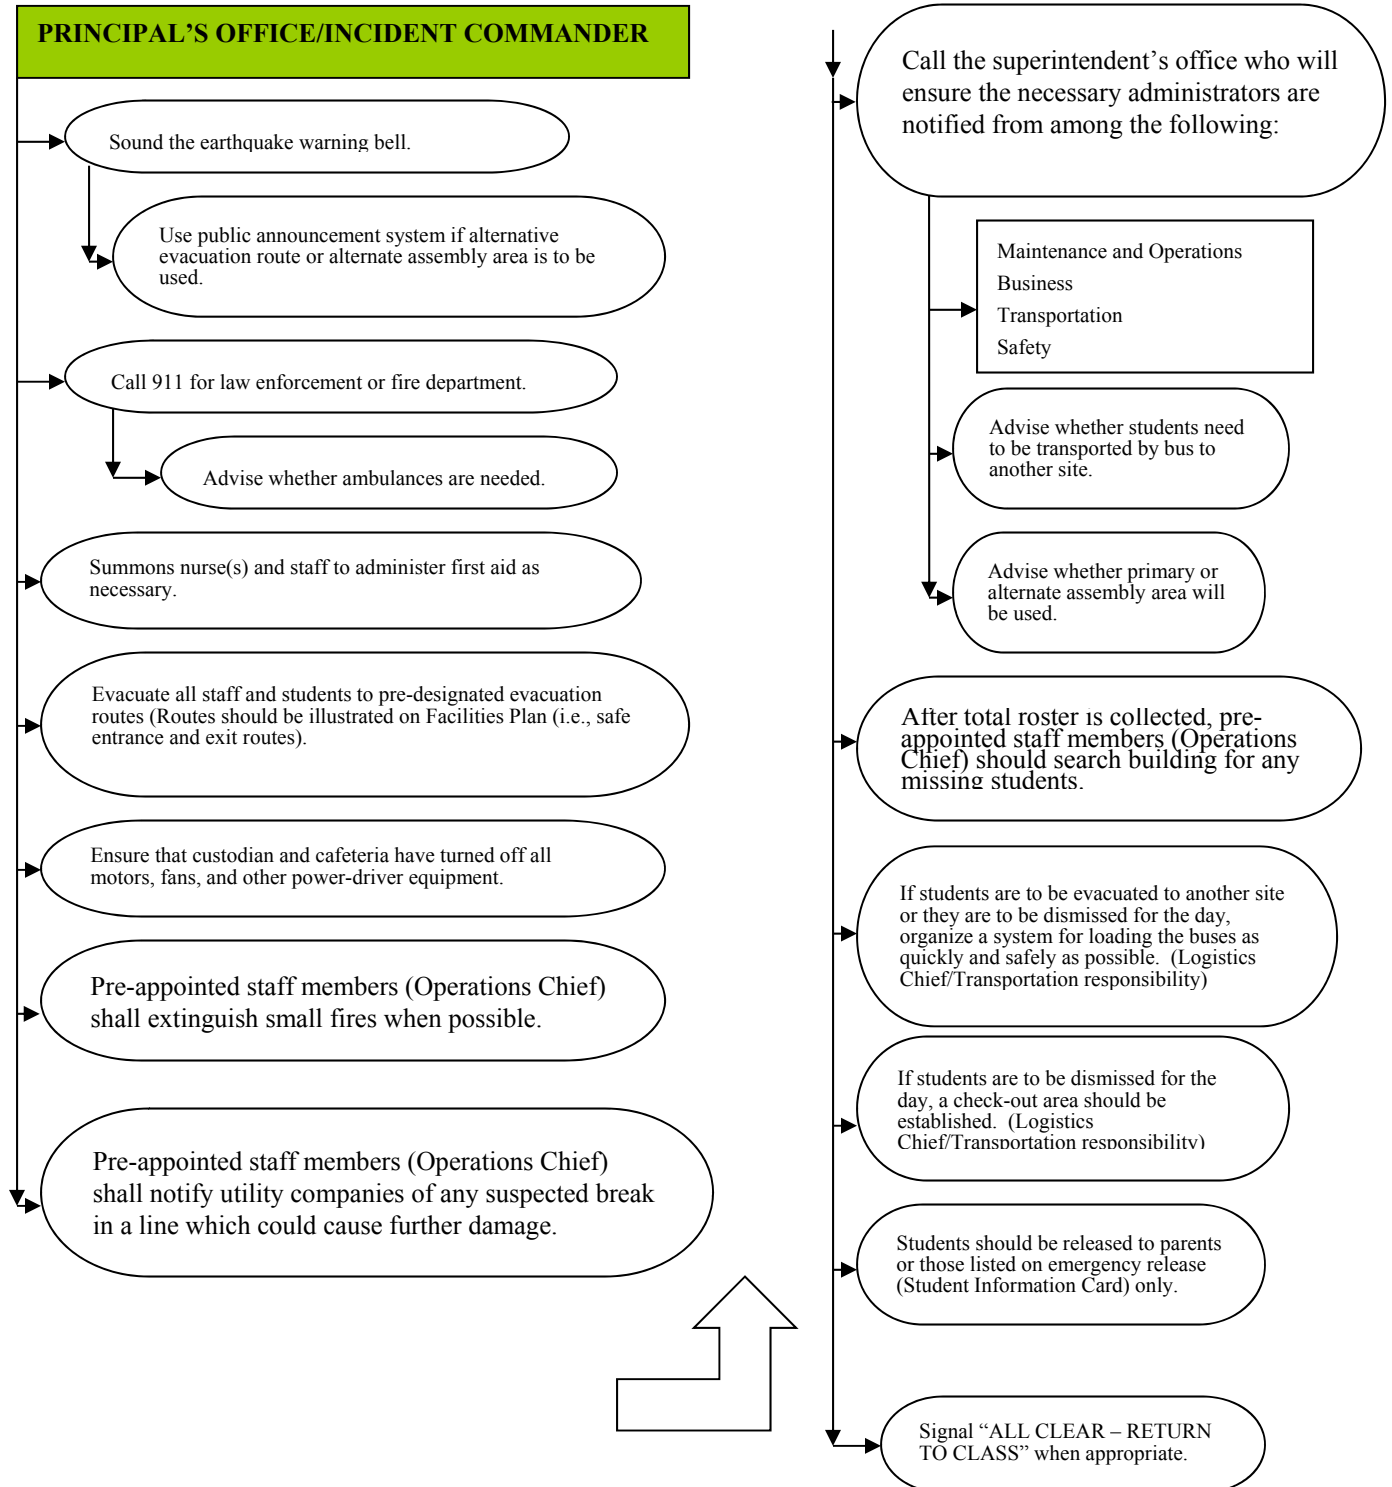 PRINCIPAL’S OFFICE/INCIDENT COMMANDER
Sound the earthquake warning bell.
Use public announcement system if alternative
evacuation route or alternate assembly area is to be
used.
Call 911 for law enforcement or fire department.
Advise whether ambulances are needed.
Summons nurse(s) and staff to administer first aid as
necessary.
Evacuate all staff and students to pre-designated evacuation
routes (Routes should be illustrated on Facilities Plan (i.e., safe
entrance and exit routes).
Ensure that custodian and cafeteria have turned off all
motors, fans, and other power-driver equipment.
Pre-appointed staff members (Operations Chief)
shall extinguish small fires when possible.
Pre-appointed staff members (Operations Chief)
shall notify utility companies of any suspected break
in a line which could cause further damage.
Call the superintendent’s office who will
ensure the necessary administrators are
notified from among the following:
Maintenance and Operations
Business
Transportation
Safety
Advise whether students need
to be transported by bus to
another site.
Advise whether primary or
alternate assembly area will
be used.
After total roster is collected, pre-
appointed staff members (Operations
Chief) should search building for any
missing students.
If students are to be evacuated to another site
or they are to be dismissed for the day,
organize a system for loading the buses as
quickly and safely as possible.  (Logistics
Chief/Transportation responsibility)
If students are to be dismissed for the
day, a check-out area should be
established.  (Logistics
Chief/Transportation responsibility)
Students should be released to parents
or those listed on emergency release
(Student Information Card) only.
Signal “ALL CLEAR – RETURN
TO CLASS” when appropriate.